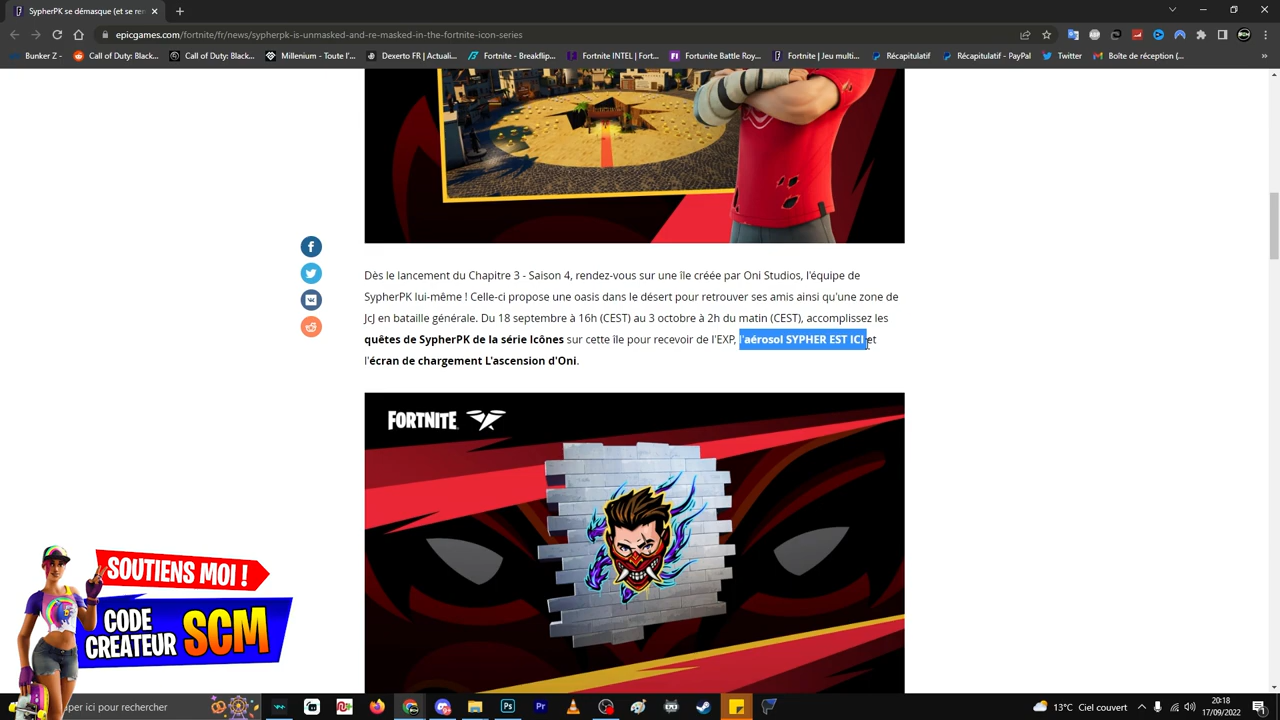 SypherPK se démasque (et se re
epicgames.com/fortnite/fr/news/sypherpk-is-unmasked-and-re-masked-in-the-fortnite-icon-series
Bunker Z - Call of Duty: Black... Call of Duty: Black... Millenium - Toute l'... Dexerto FR | Actuali... Fortnite - Breakflip... Fortnite INTEL | Fort... Fortunite Battle Roy... Fortnite | Jeu multi... Récapitulatif Récapitulatif - PayPal Twitter Boîte de réception (...
Dès le lancement du Chapitre 3 - Saison 4, rendez-vous sur une île créée par Oni Studios, l'équipe de
SypherPK lui-même ! Celle-ci propose une oasis dans le désert pour retrouver ses amis ainsi qu'une zone de
JcJ en bataille générale. Du 18 septembre à 16h (CEST) au 3 octobre à 2h du matin (CEST), accomplissez les
quêtes de SypherPK de la série Icônes sur cette île pour recevoir de l'EXP, l'aérosol SYPHER EST ICI et
l'écran de chargement L'ascension d'Oni.
FORTNITE
SOUTIENS MOI !
CODE
CREATEUR SCM
aper ici pour rechercher
13°C Ciel couvert
20:18
17/09/2022